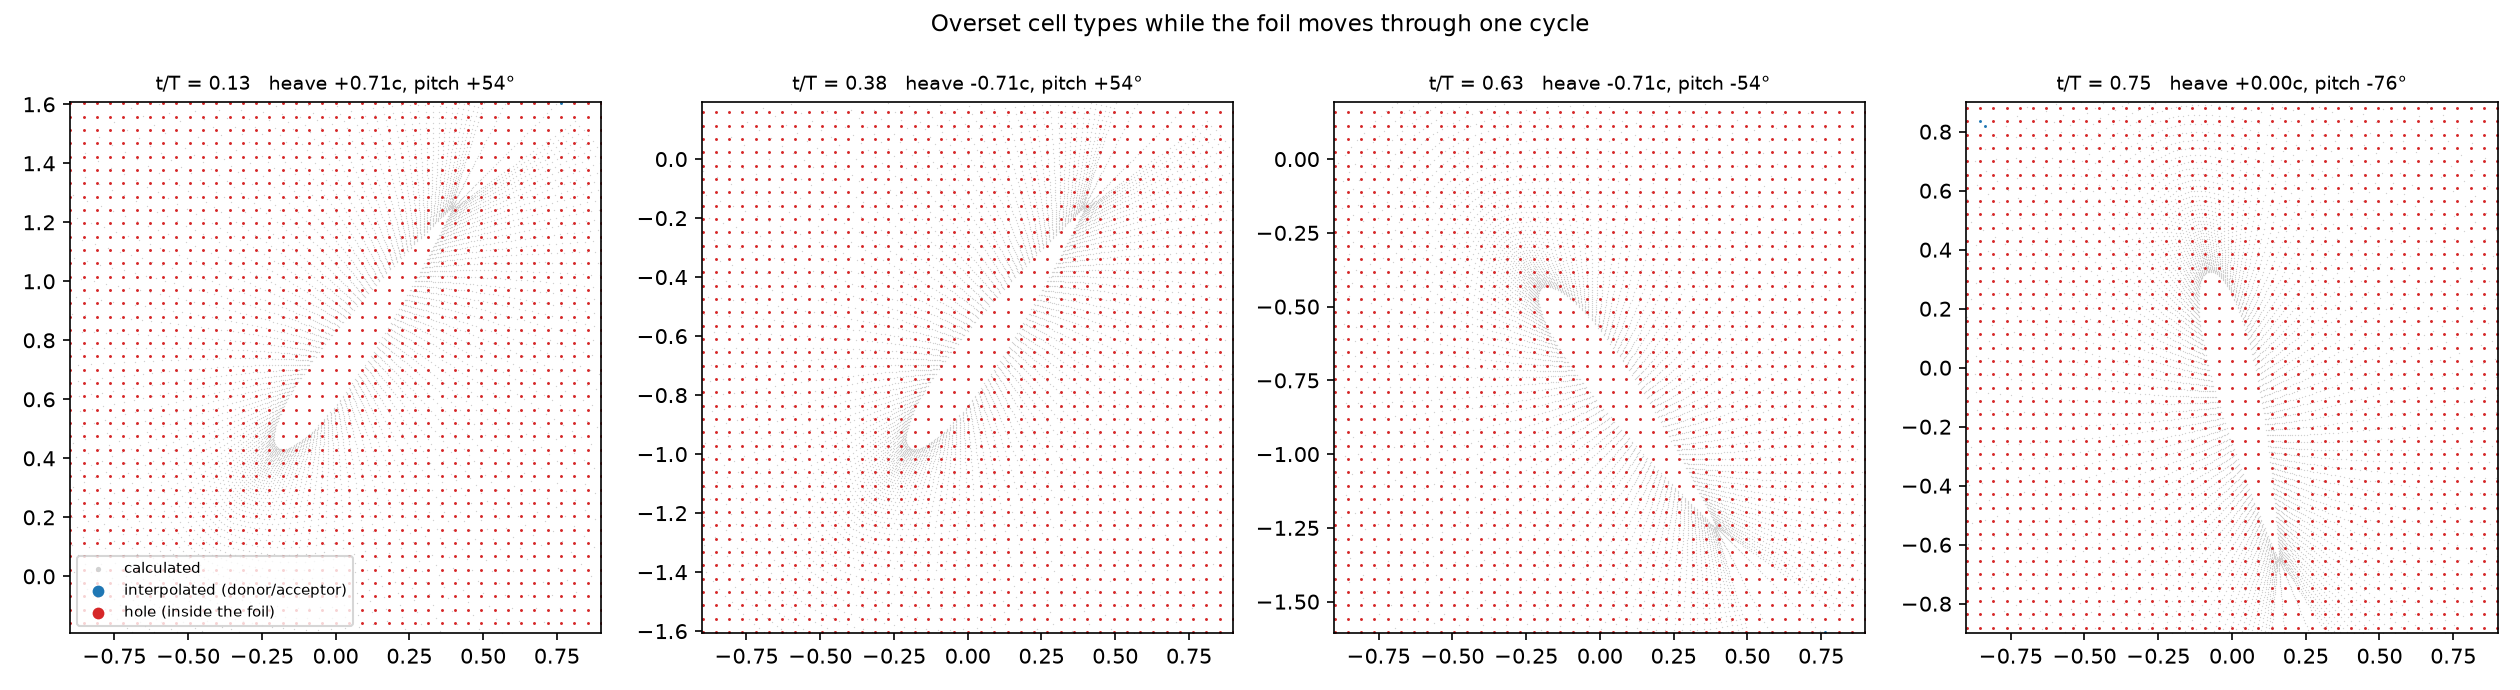 Overset cell types while the foil moves through one cycle
t/T = 0.13 heave +0.71c, pitch +54°
1.6
1.4
1.2
1.0
0.8
0.6
0.4
0.2
0.0
calculated
interpolated (donor/acceptor)
hole (inside the foil)
−0.75 −0.50 −0.25 0.00 0.25 0.50 0.75
t/T = 0.38 heave -0.71c, pitch +54°
0.0
−0.2
−0.4
−0.6
−0.8
−1.0
−1.2
−1.4
−1.6
−0.75 −0.50 −0.25 0.00 0.25 0.50 0.75
t/T = 0.63 heave -0.71c, pitch -54°
0.00
−0.25
−0.50
−0.75
−1.00
−1.25
−1.50
−0.75 −0.50 −0.25 0.00 0.25 0.50 0.75
t/T = 0.75 heave +0.00c, pitch -76°
0.8
0.6
0.4
0.2
0.0
−0.2
−0.4
−0.6
−0.8
−0.75 −0.50 −0.25 0.00 0.25 0.50 0.75